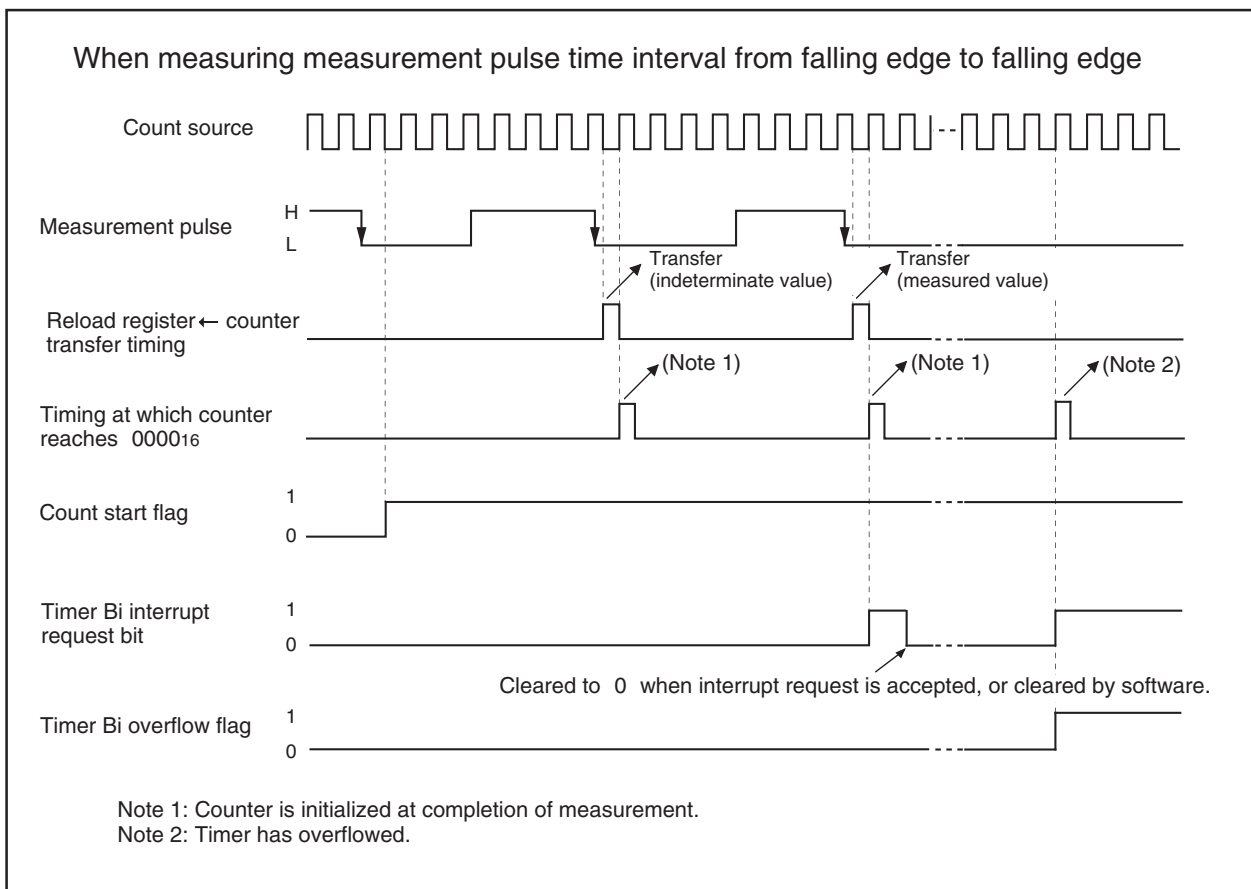 When measuring measurement pulse time interval from falling edge to falling edge
Count source
Measurement pulse
H
L
Transfer
(indeterminate value)
Transfer
(measured value)
Reload register ← counter
transfer timing
(Note 1)
(Note 1)
(Note 2)
Timing at which counter
reaches 000016
Count start flag
1
0
Timer Bi interrupt
request bit
1
0
Cleared to 0 when interrupt request is accepted, or cleared by software.
Timer Bi overflow flag
1
0
Note 1: Counter is initialized at completion of measurement.
Note 2: Timer has overflowed.